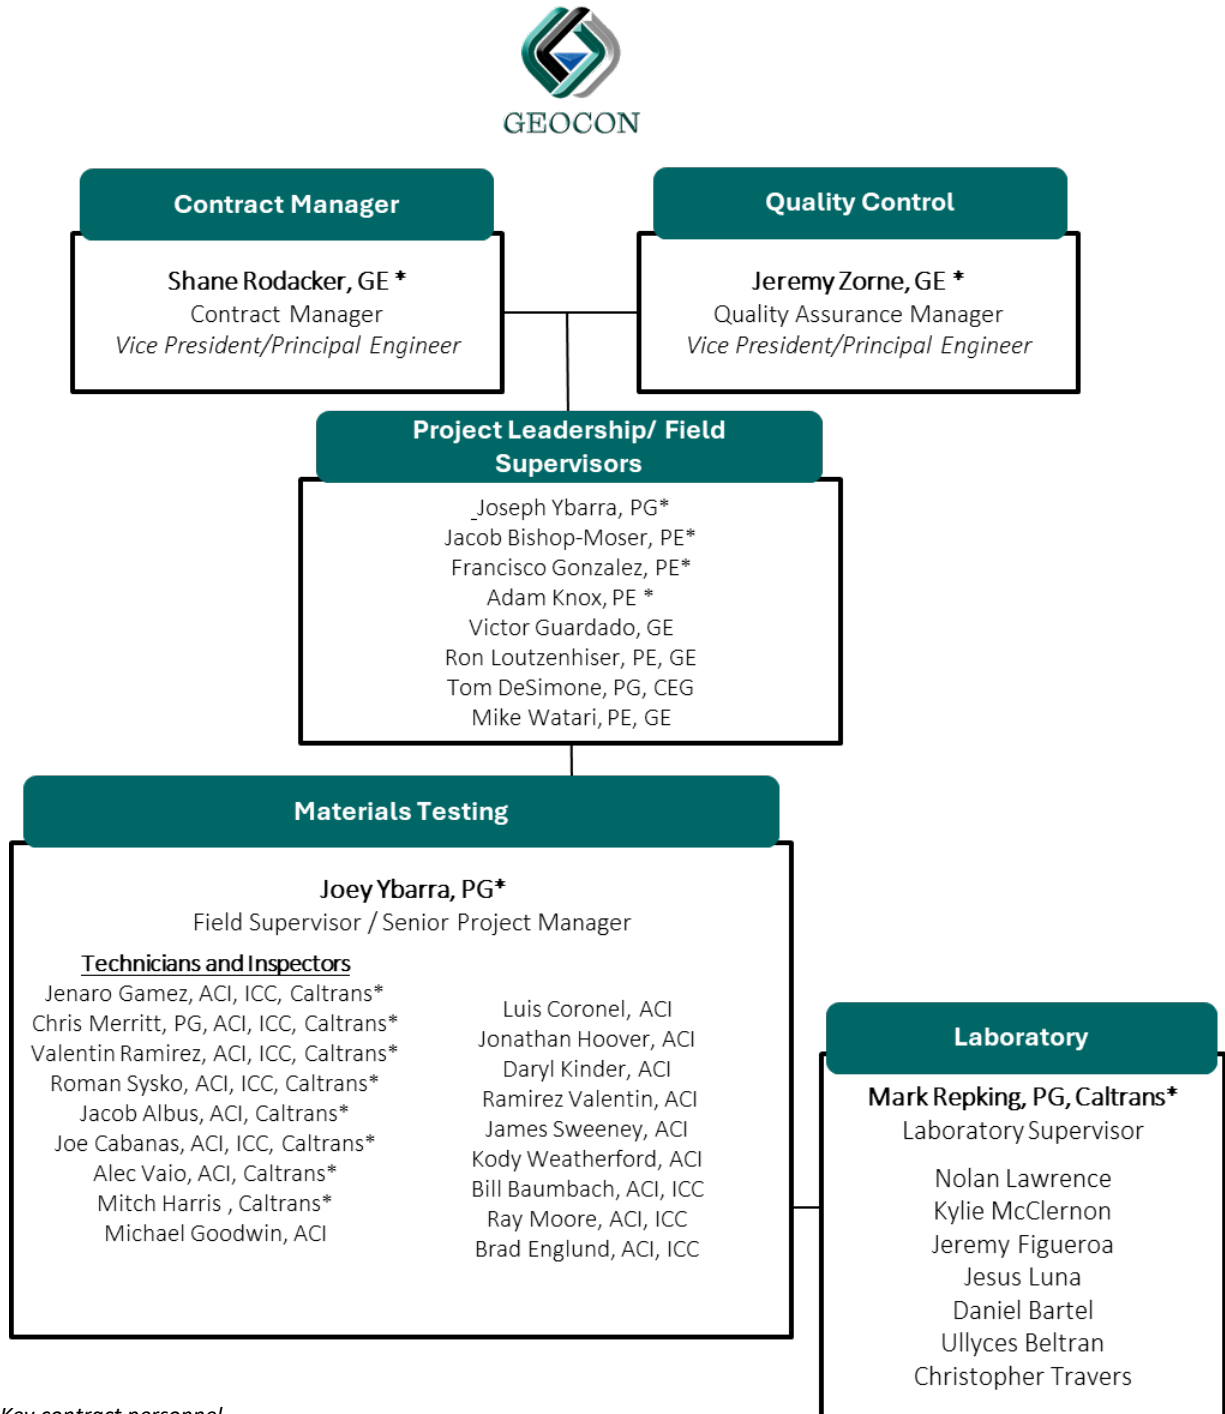 GEOCON
Contract Manager
Shane Rodacker, GE *
Contract Manager
Vice President/Principal Engineer
Quality Control
Jeremy Zorne, GE *
Quality Assurance Manager
Vice President/Principal Engineer
Project Leadership/ Field
Supervisors
Joseph Ybarra, PG*
Jacob Bishop-Moser, PE*
Francisco Gonzalez, PE*
Adam Knox, PE *
Victor Guardado, GE
Ron Loutzenhiser, PE, GE
Tom DeSimone, PG, CEG
Mike Watari, PE, GE
Materials Testing
Joey Ybarra, PG*
Field Supervisor / Senior Project Manager
Technicians and Inspectors
Jenaro Gamez, ACI, ICC, Caltrans*
Chris Merritt, PG, ACI, ICC, Caltrans*
Valentin Ramirez, ACI, ICC, Caltrans*
Roman Sysko, ACI, ICC, Caltrans*
Jacob Albus, ACI, Caltrans*
Joe Cabanas, ACI, ICC, Caltrans*
Alec Vaio, ACI, Caltrans*
Mitch Harris , Caltrans*
Michael Goodwin, ACI
Luis Coronel, ACI
Jonathan Hoover, ACI
Daryl Kinder, ACI
Ramirez Valentin, ACI
James Sweeney, ACI
Kody Weatherford, ACI
Bill Baumbach, ACI, ICC
Ray Moore, ACI, ICC
Brad Englund, ACI, ICC
Laboratory
Mark Repking, PG, Caltrans*
Laboratory Supervisor
Nolan Lawrence
Kylie McClernon
Jeremy Figueroa
Jesus Luna
Daniel Bartel
Ullyces Beltran
Christopher Travers
Key contract personnel